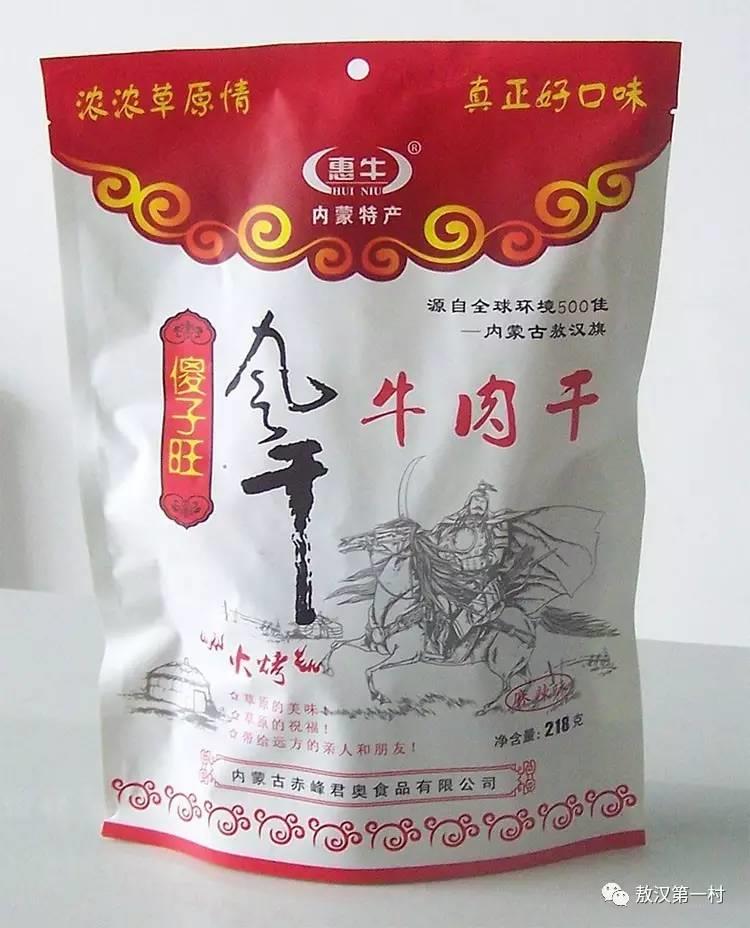 浓浓草原情
真正好口味
惠牛®
HUI NIU
内蒙特产
源自全球环境500佳
—内蒙古敖汉旗
傻子旺
风干
牛肉干
火烤
☆草原的美味!
☆草原的祝福!
☆带给远方的亲人和朋友!
麻辣味
净含量: 218克
内蒙古赤峰君奥食品有限公司
敖汉第一村